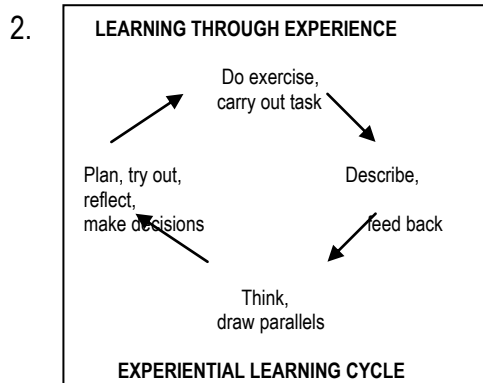 2.
LEARNING THROUGH EXPERIENCE
Do exercise,
carry out task
Describe,
feed back
Think,
draw parallels
Plan, try out,
reflect,
make decisions
EXPERIENTIAL LEARNING CYCLE